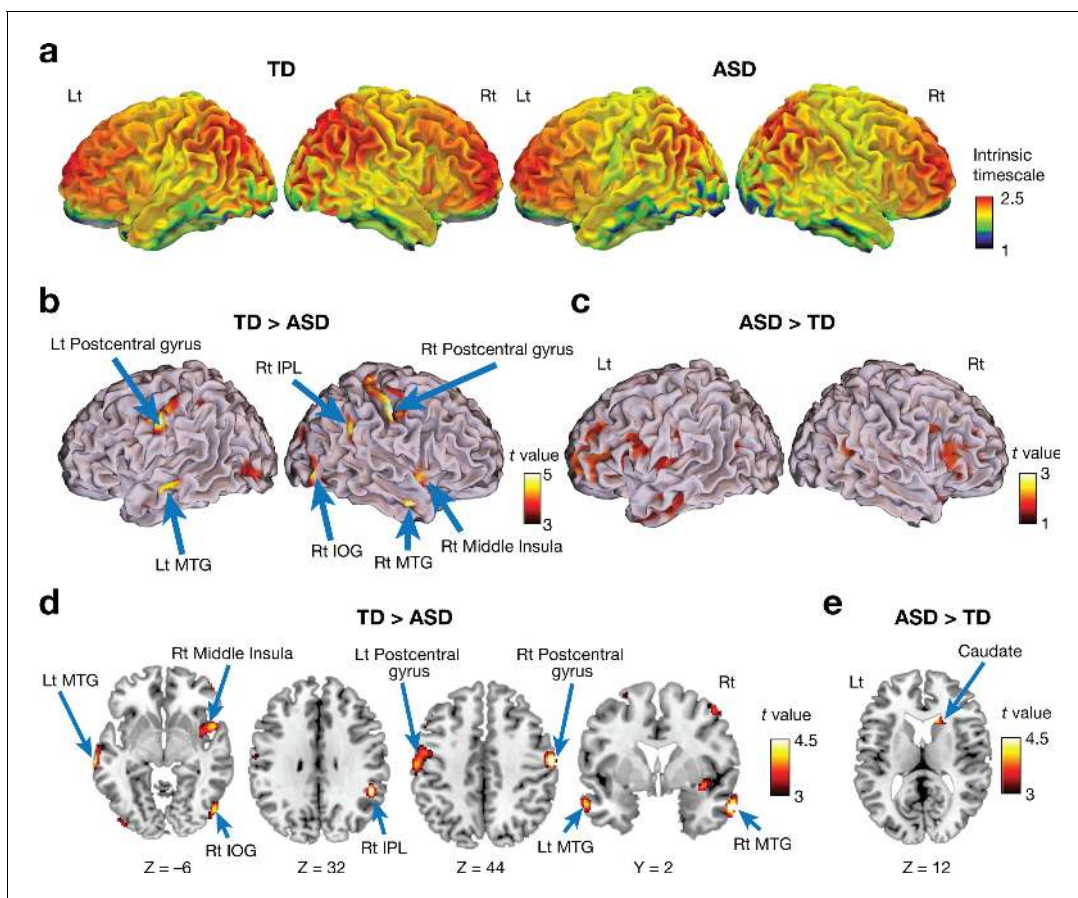 a
TD
ASD
Lt
Rt
Lt
Rt
Intrinsic
timescale
2.5
1
b
TD > ASD
Lt Postcentral gyrus
Rt IPL
Rt Postcentral gyrus
t value
5
3
Lt MTG
Rt IOG
Rt MTG
Rt Middle Insula
c
ASD > TD
Lt
Rt
t value
3
1
d
TD > ASD
Lt MTG
Rt Middle Insula
Lt Postcentral
gyrus
Rt Postcentral
gyrus
Rt
t value
4.5
3
Rt IOG
Rt IPL
Lt MTG
Rt MTG
Z = –6
Z = 32
Z = 44
Y = 2
e
ASD > TD
Lt
Caudate
t value
4.5
3
Z = 12